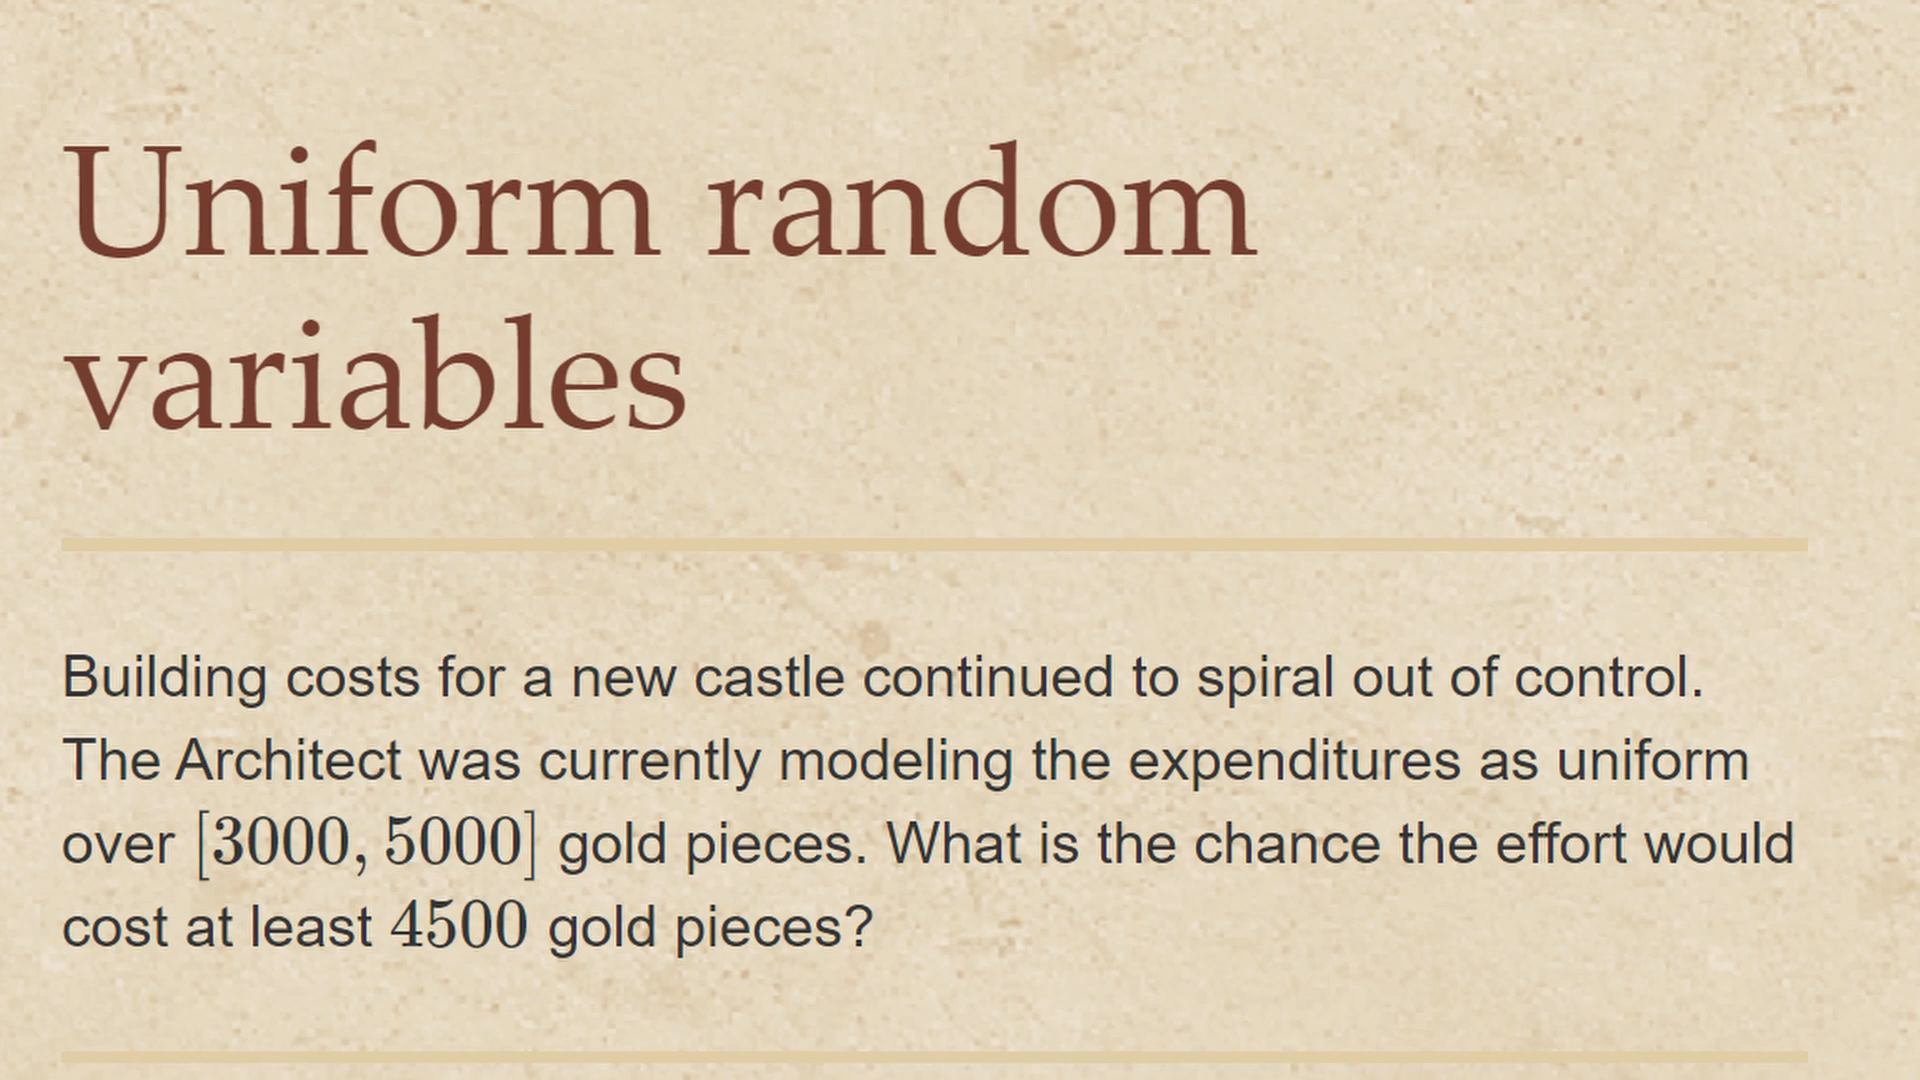 Uniform random
variables
Building costs for a new castle continued to spiral out of control.
The Architect was currently modeling the expenditures as uniform
over [3000, 5000] gold pieces. What is the chance the effort would
cost at least 4500 gold pieces?